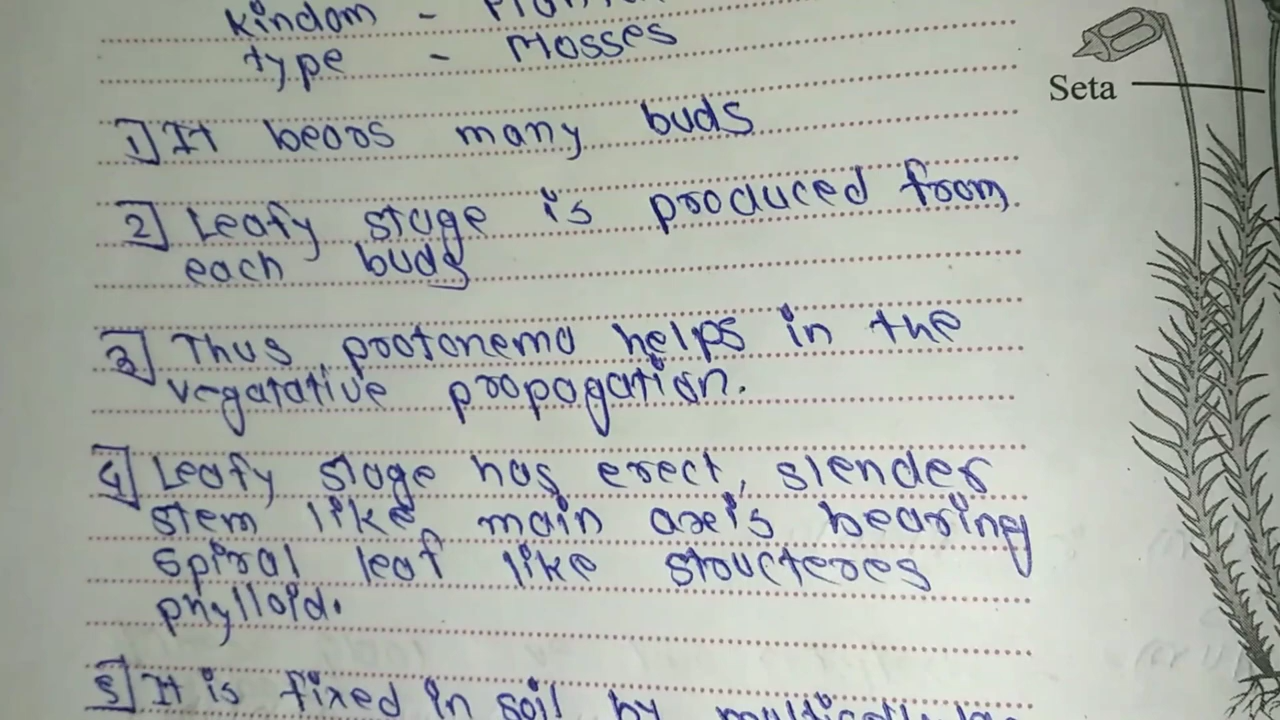 Kindom -
type - Mosses
1] It bears many buds
Seta
2] Leafy stage is produced from
each buds
3] Thus protonema helps in the
vegatative propagation.
4] Leafy stage has erect, slender
stem like main axis bearing
spiral leaf like structeres
phylloid.
5] It is fixed in soil by